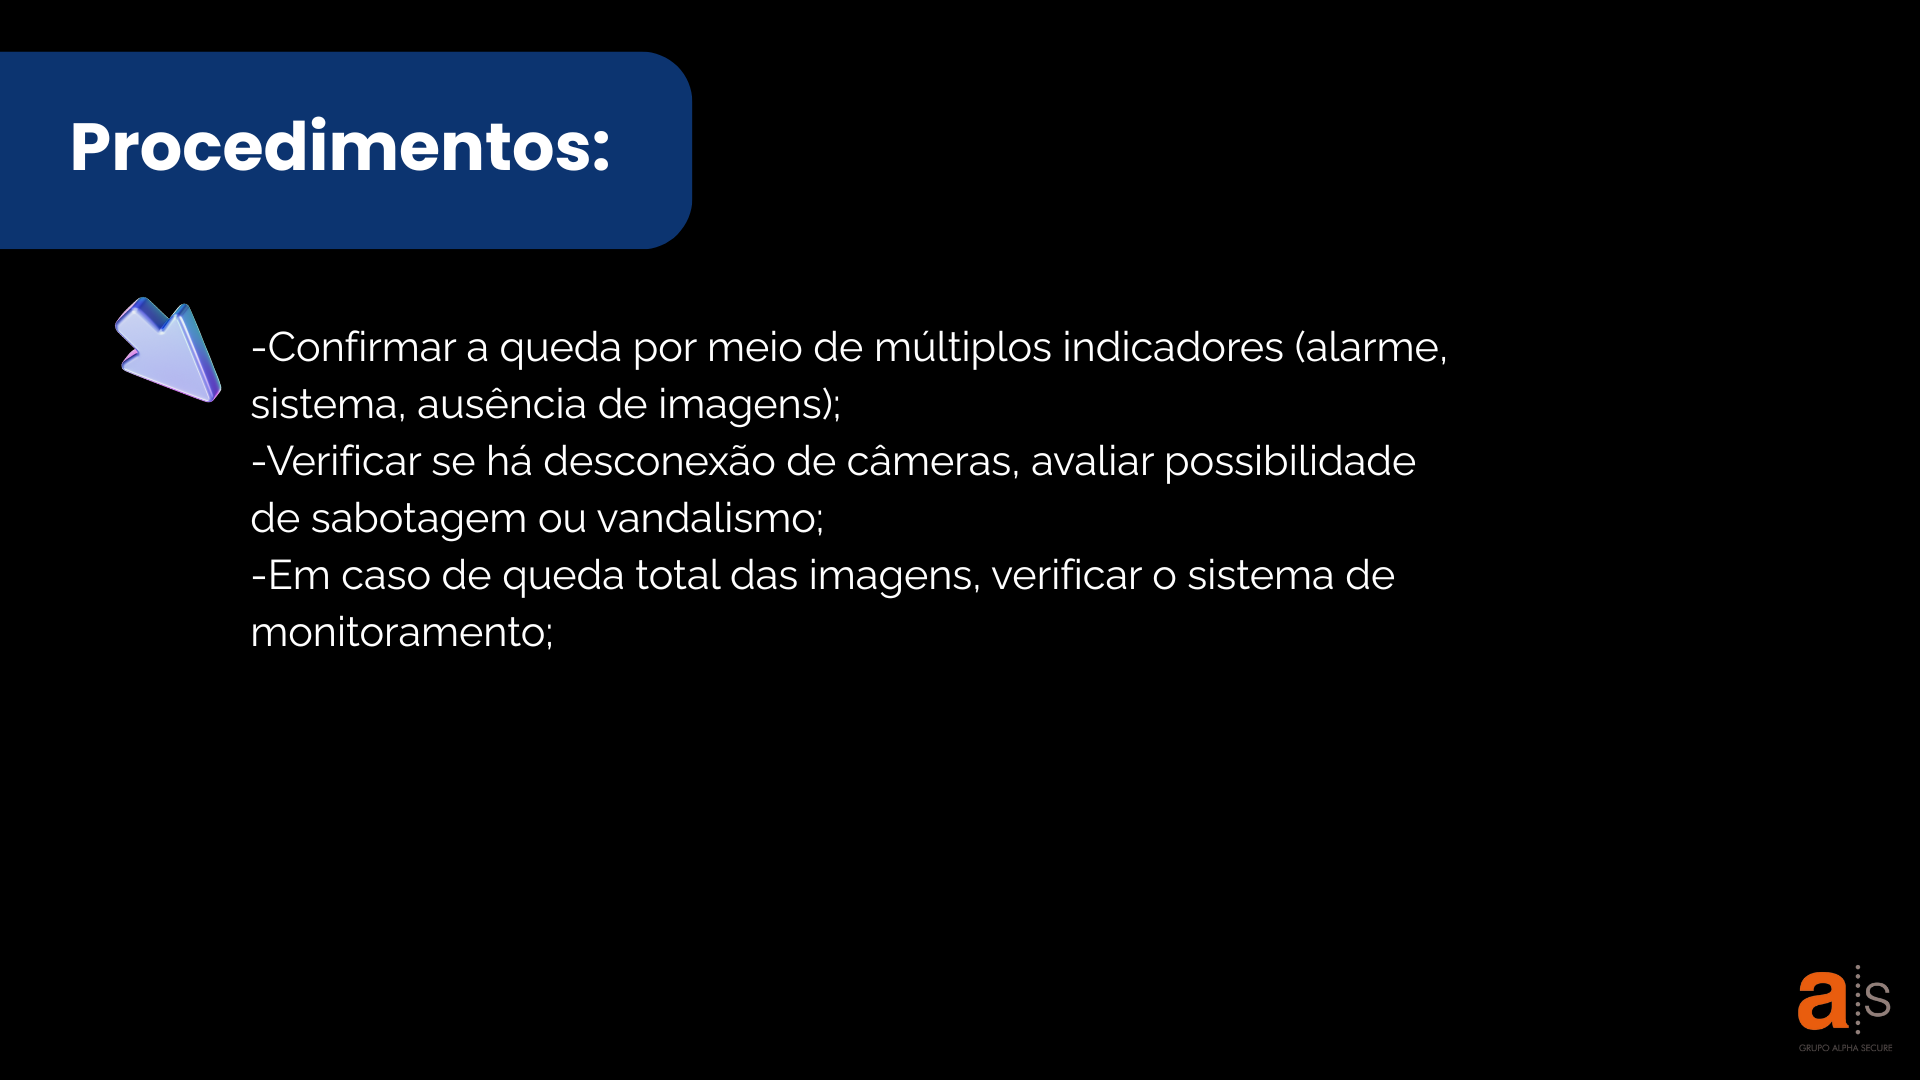 Procedimentos:
-Confirmar a queda por meio de múltiplos indicadores (alarme,
sistema, ausência de imagens);
-Verificar se há desconexão de câmeras, avaliar possibilidade
de sabotagem ou vandalismo;
-Em caso de queda total das imagens, verificar o sistema de
monitoramento;
a s
GRUPO ALPHA SECURE